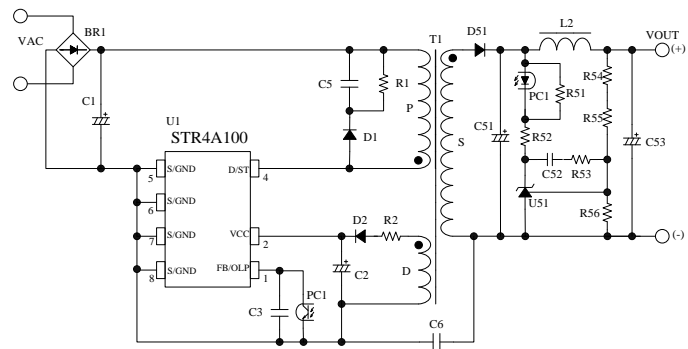 VAC
BR1
C1
U1
STR4A100
S/GND
5
S/GND
6
S/GND
7
S/GND
8
D/ST
4
VCC
2
FB/OLP
1
C5
R1
D1
T1
P
S
D
D2
R2
C2
C3
PC1
C6
D51
L2
VOUT
(+)
PC1
R51
R54
R55
C51
R52
C53
C52
R53
U51
R56
(-)